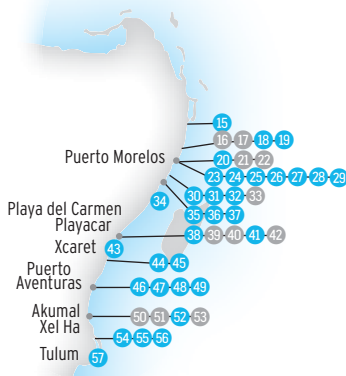 15
16 17 18 19
Puerto Morelos
20 21 22
23 24 25 26 27 28 29
30 31 32 33
34
35 36 37
Playa del Carmen
Playacar
38 39 40 41 42
Xcaret
43
44 45
Puerto
Aventuras
46 47 48 49
Akumal
50 51 52 53
Xel Ha
54 55 56
Tulum
57